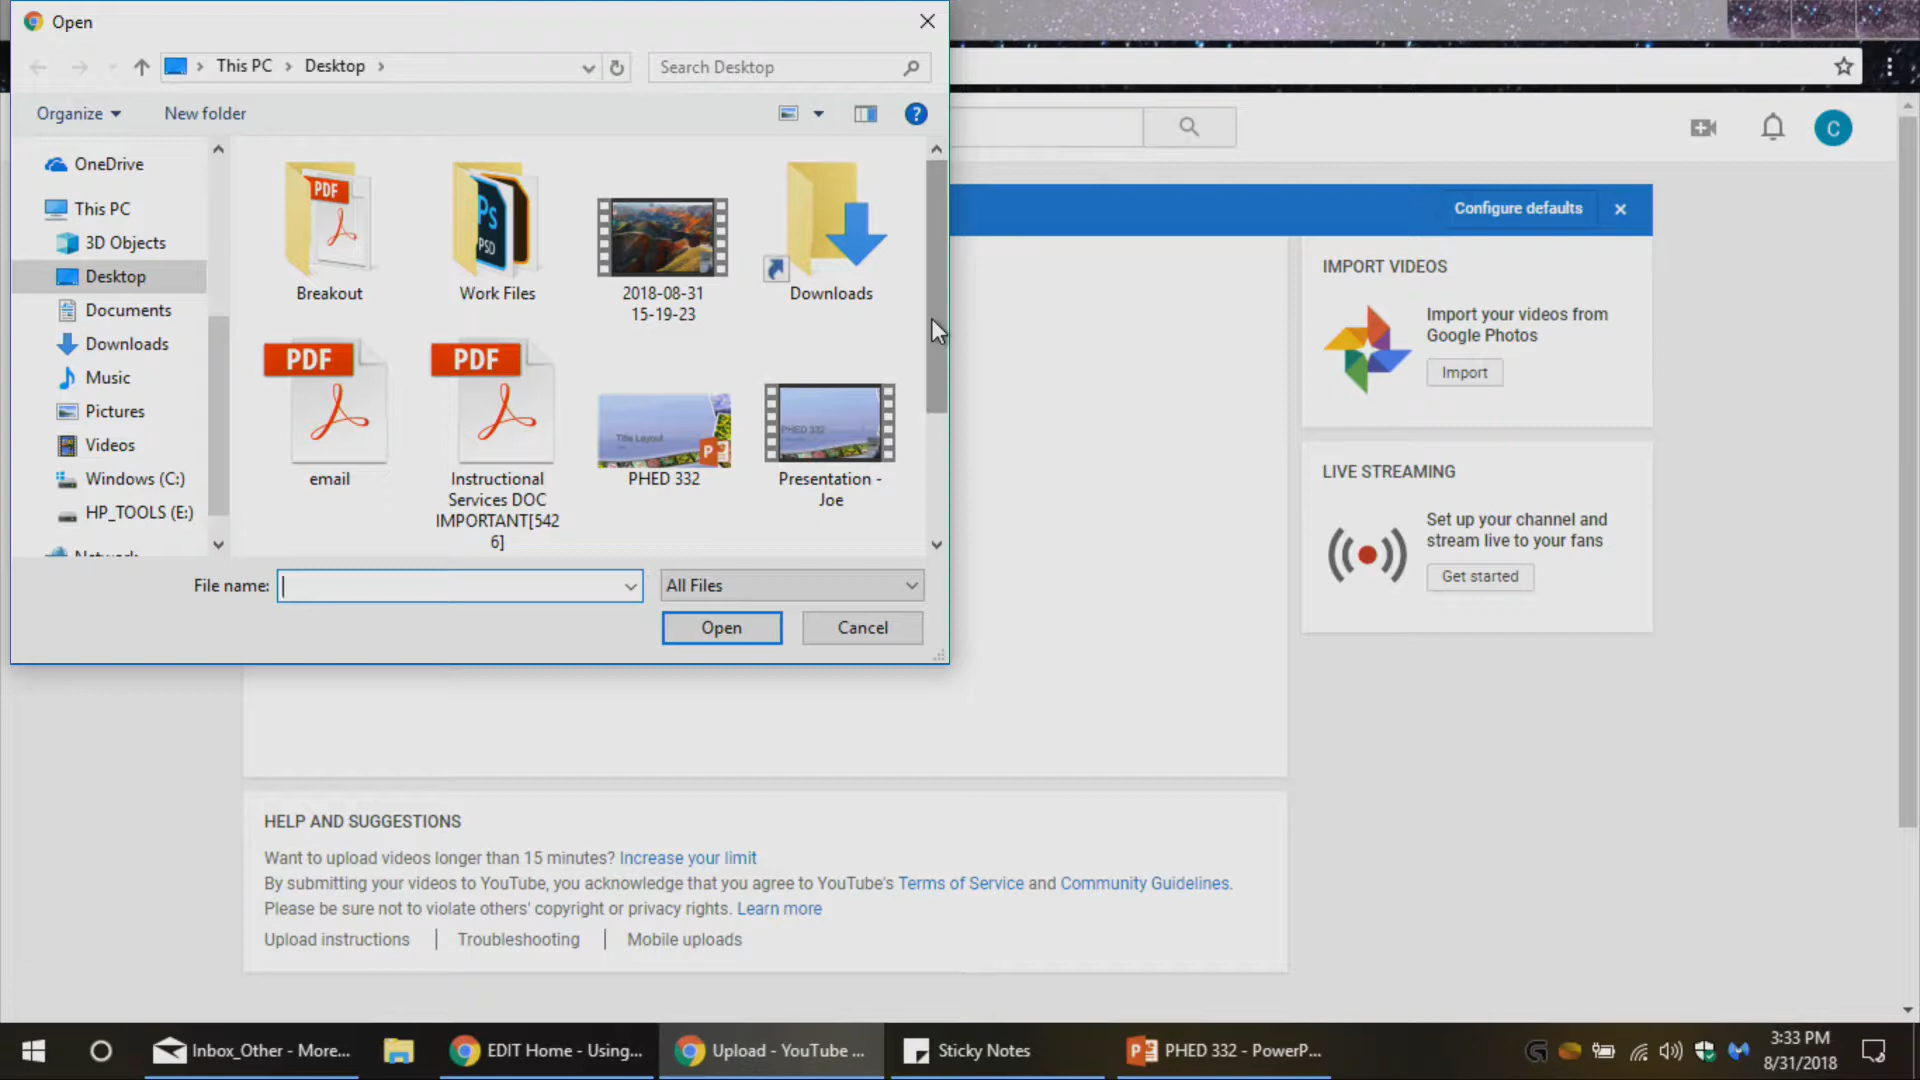 Open
This PC > Desktop >
Search Desktop
Organize
New folder
OneDrive
This PC
3D Objects
Desktop
Documents
Downloads
Music
Pictures
Videos
Windows (C:)
HP_TOOLS (E:)
Network
PDF
Breakout
Ps
PSD
Work Files
2018-08-31
15-19-23
Downloads
PDF
email
PDF
Instructional
Services DOC
IMPORTANT[542
6]
Title Layout
P
PHED 332
PHED 332
Presentation -
Joe
File name:
All Files
Open
Cancel
C
Configure defaults
IMPORT VIDEOS
Import your videos from
Google Photos
Import
LIVE STREAMING
Set up your channel and
stream live to your fans
Get started
HELP AND SUGGESTIONS
Want to upload videos longer than 15 minutes? Increase your limit
By submitting your videos to YouTube, you acknowledge that you agree to YouTube's Terms of Service and Community Guidelines.
Please be sure not to violate others' copyright or privacy rights. Learn more
Upload instructions | Troubleshooting | Mobile uploads
Inbox_Other - More...
EDIT Home - Using...
Upload - YouTube ...
Sticky Notes
PHED 332 - PowerP...
3:33 PM
8/31/2018